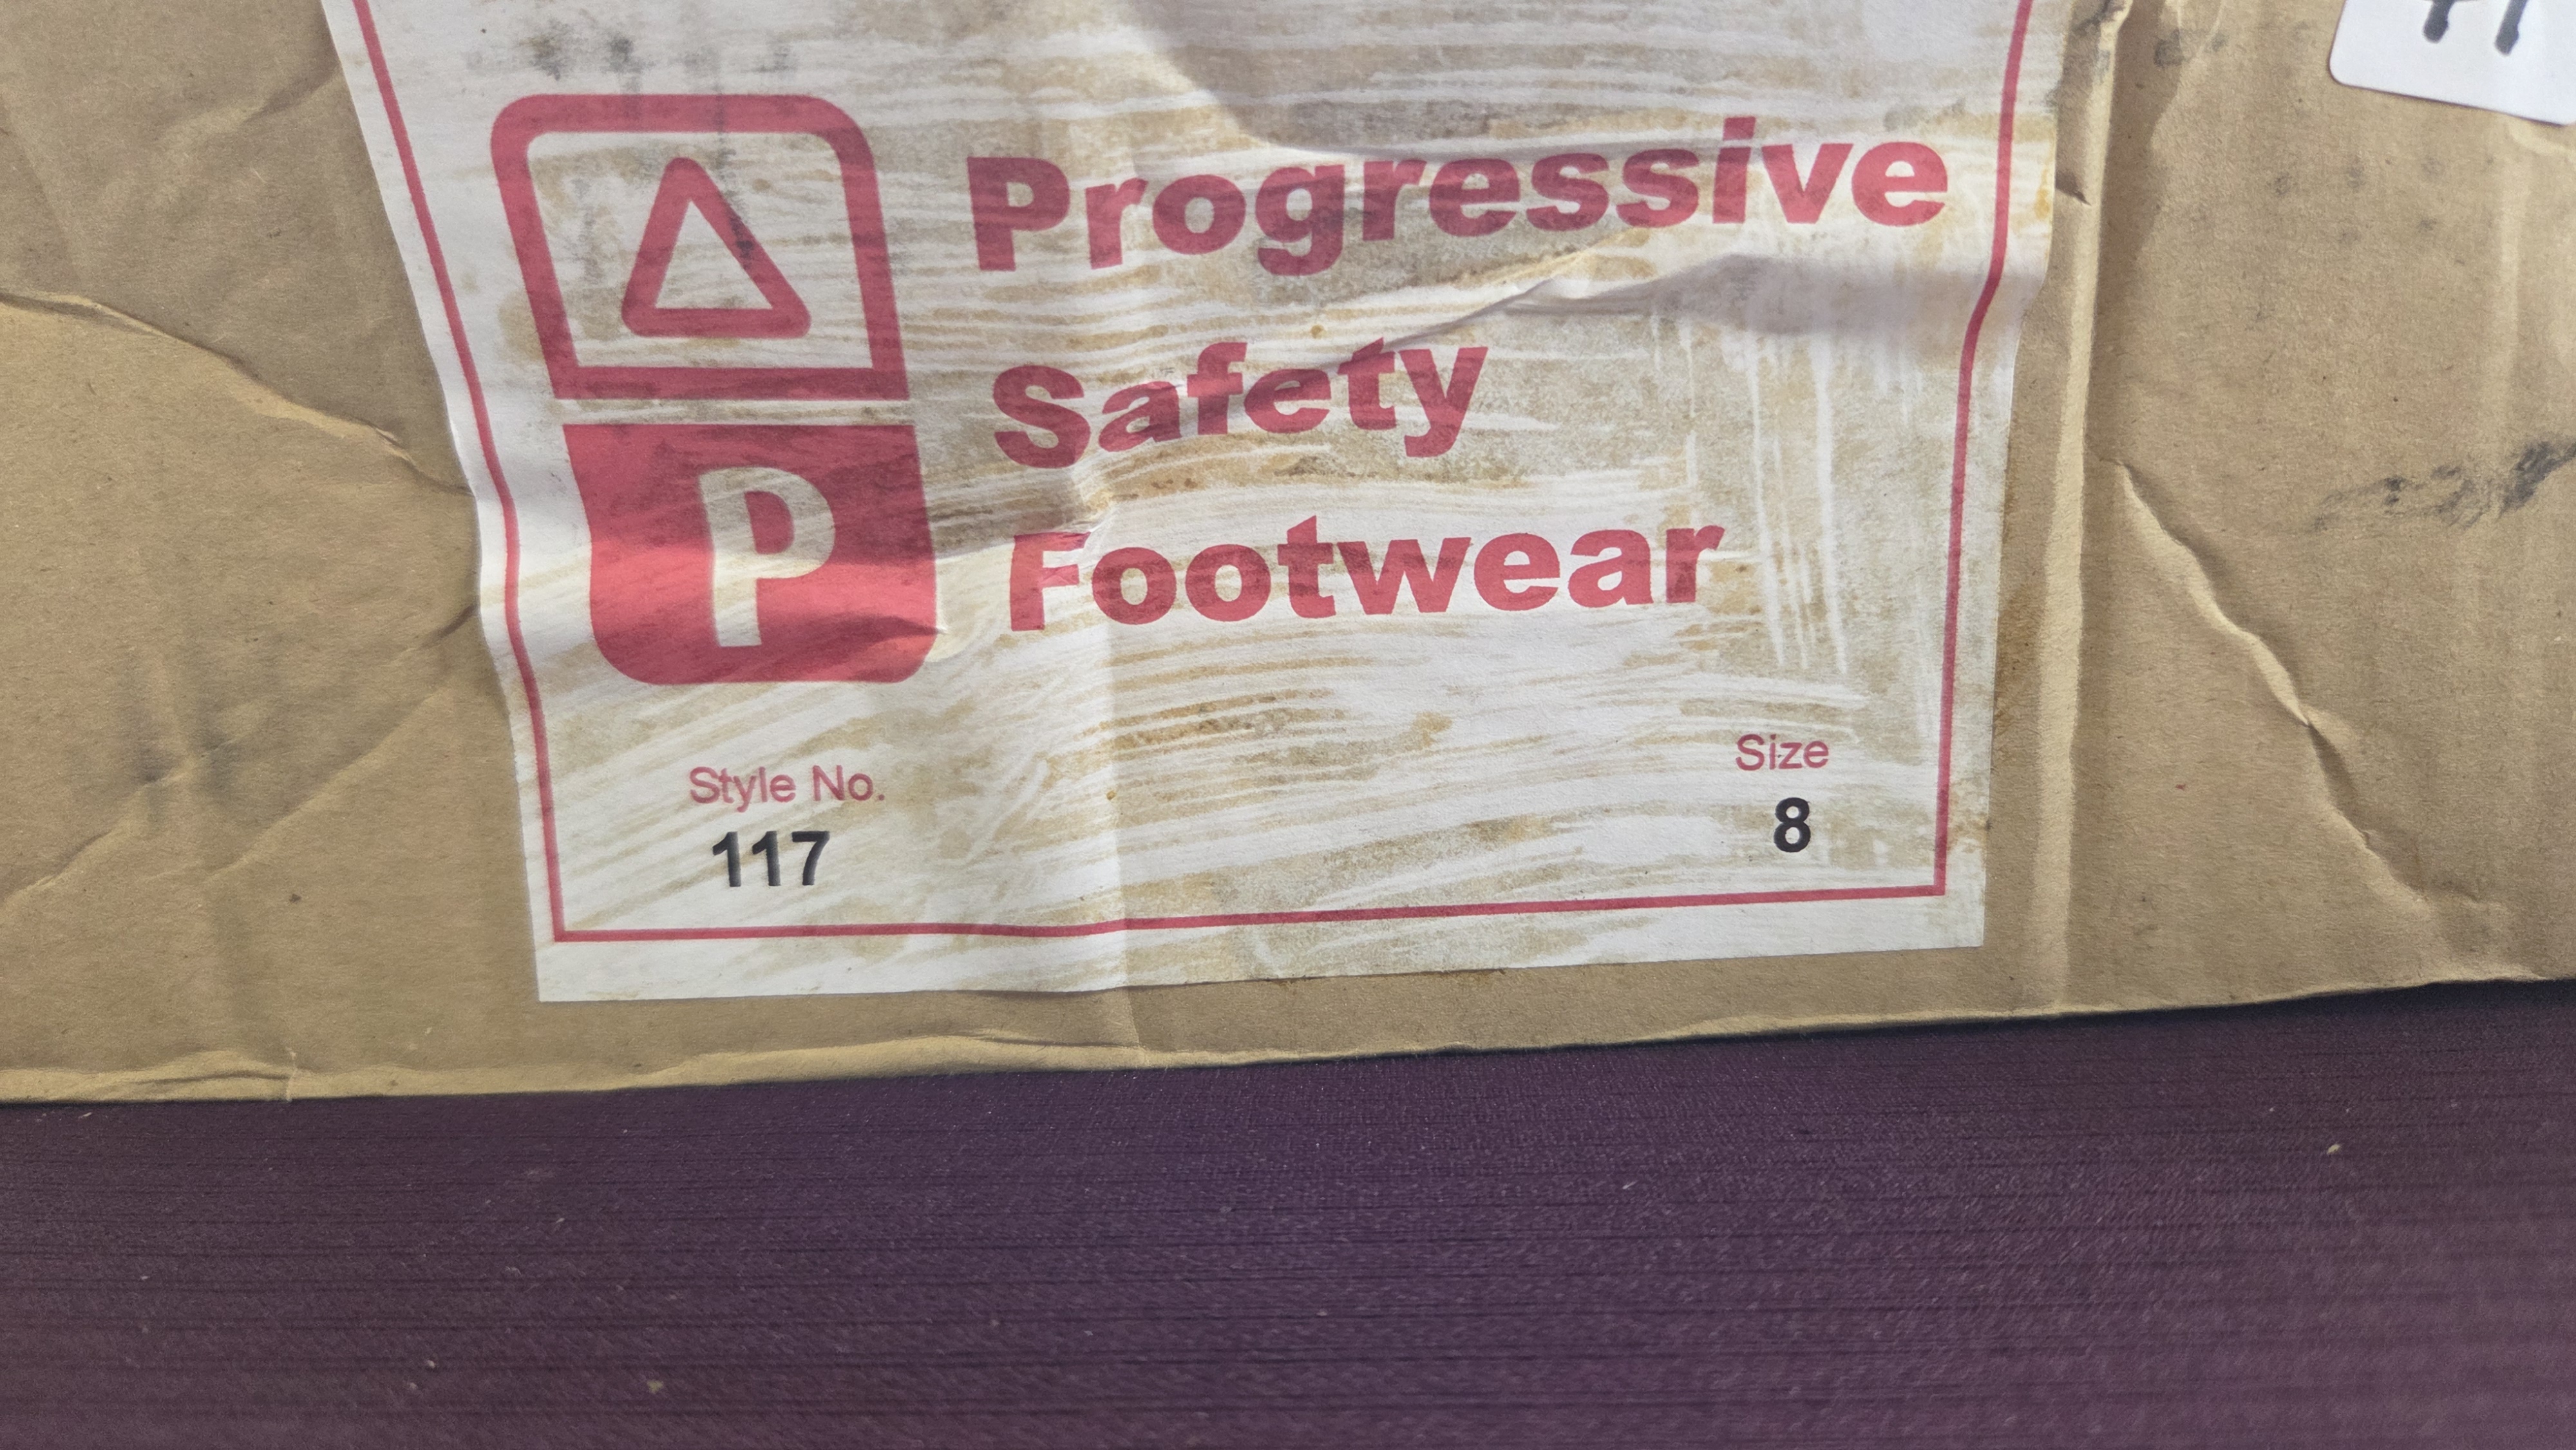 Progressive
Safety
Footwear
P
Style No.
117
Size
8